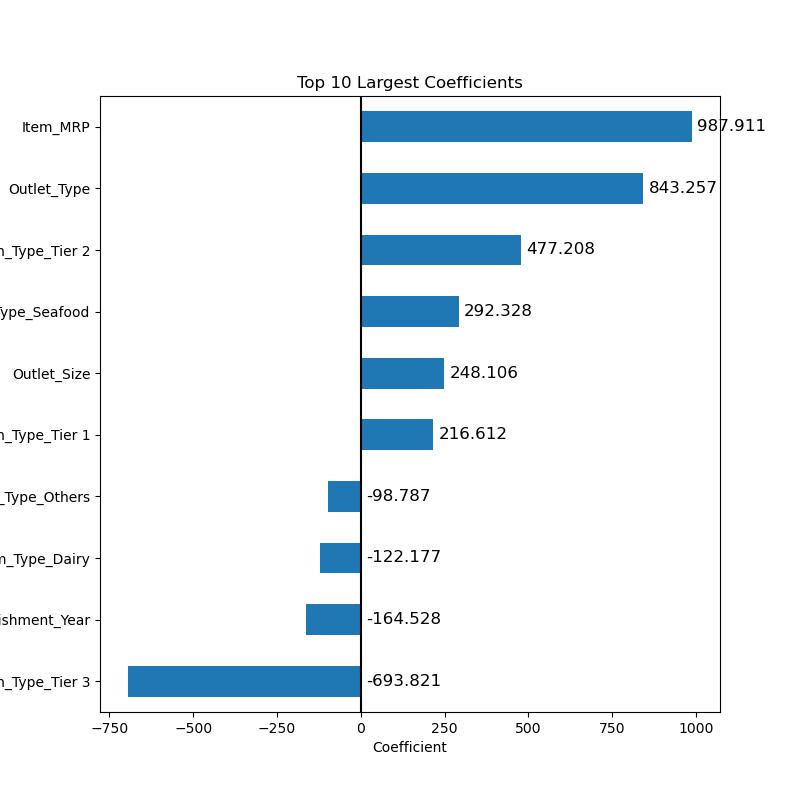 Top 10 Largest Coefficients
Item_MRP
987.911
Outlet_Type
843.257
n_Type_Tier 2
477.208
Type_Seafood
292.328
Outlet_Size
248.106
n_Type_Tier 1
216.612
_Type_Others
-98.787
m_Type_Dairy
-122.177
ishment_Year
-164.528
n_Type_Tier 3
-693.821
−750 −500 −250 0 250 500 750 1000
Coefficient